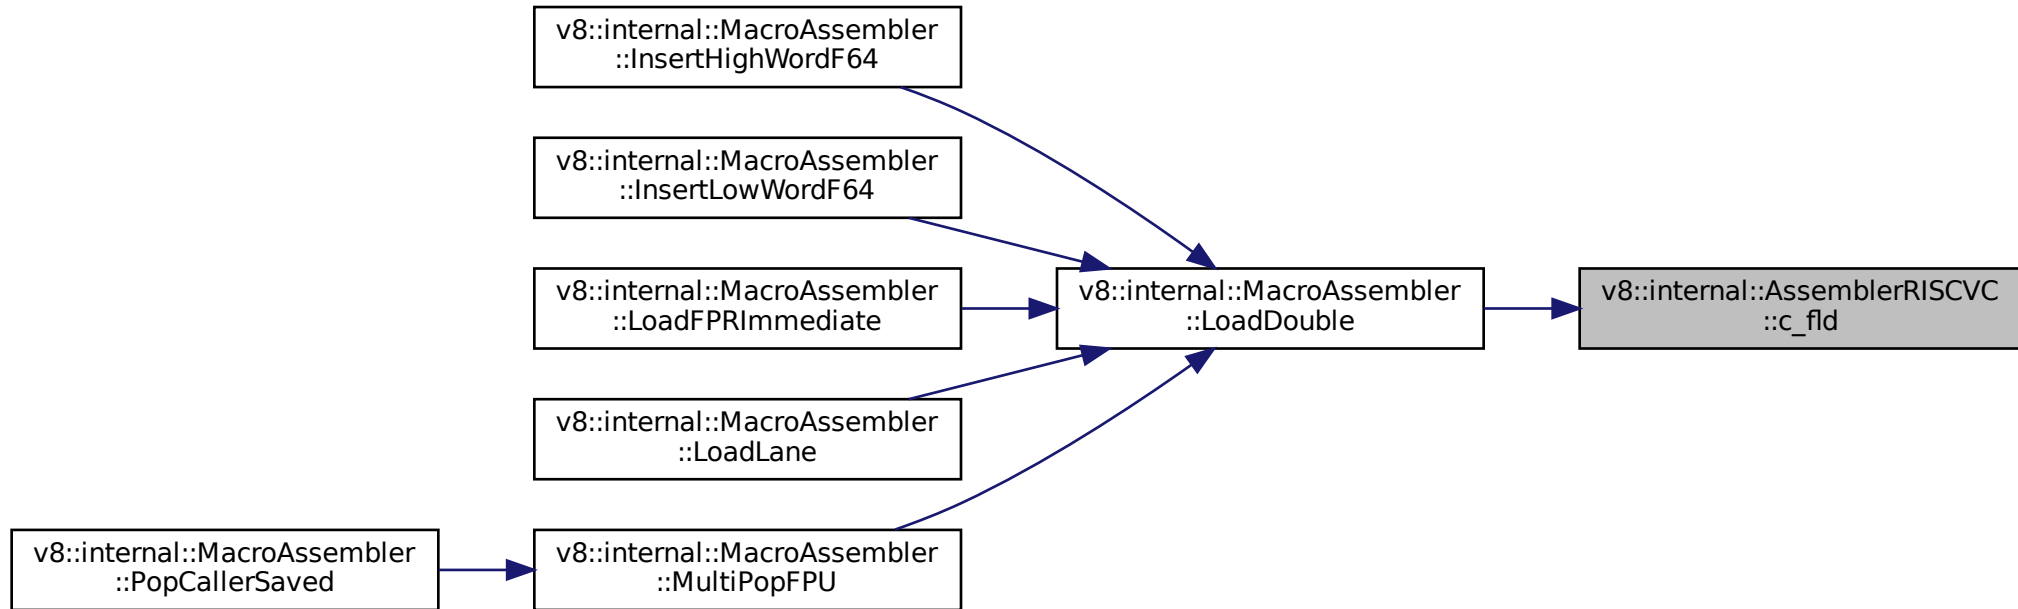 v8::internal::MacroAssembler
::InsertHighWordF64
v8::internal::MacroAssembler
::InsertLowWordF64
v8::internal::MacroAssembler
::LoadFPRImmediate
v8::internal::MacroAssembler
::LoadDouble
v8::internal::AssemblerRISCVC
::c_fld
v8::internal::MacroAssembler
::LoadLane
v8::internal::MacroAssembler
::PopCallerSaved
v8::internal::MacroAssembler
::MultiPopFPU